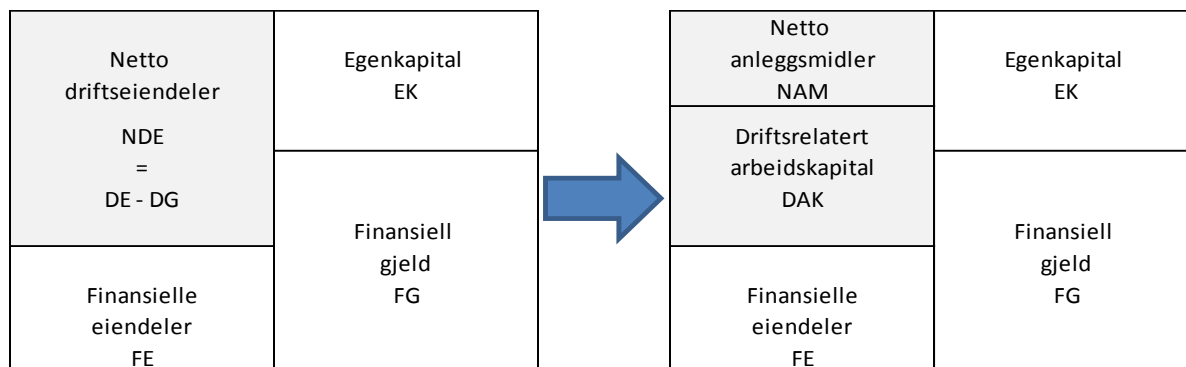 Netto
driftseiendeler
NDE
=
DE - DG
Finansielle
eiendeler
FE
Egenkapital
EK
Finansiell
gjeld
FG
Netto
anleggsmidler
NAM
Driftsrelatert
arbeidskapital
DAK
Finansielle
eiendeler
FE
Egenkapital
EK
Finansiell
gjeld
FG